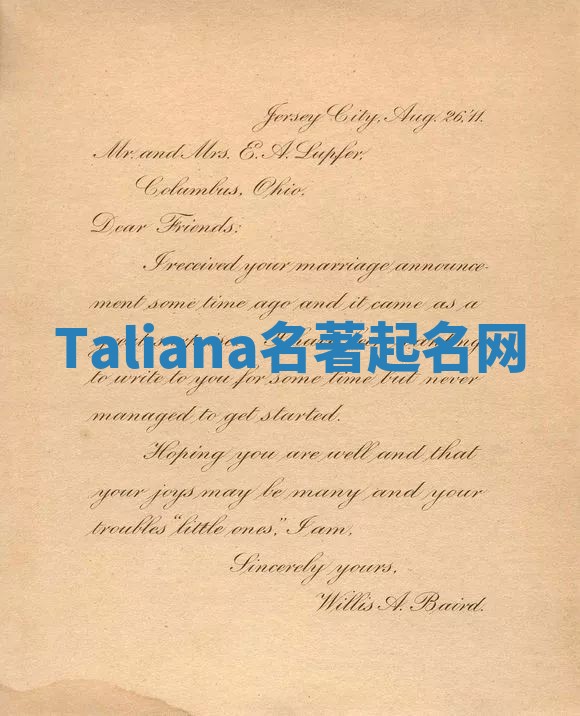 Jersey City, Aug. 26,'11.
Mr. and Mrs. E. A. Lupfer,
Columbus, Ohio.
Dear Friends:
I received your marriage announce-
ment some time ago and it came as a
Taliana名著起名网
to write to you for some time but never
managed to get started.
Hoping you are well and that
your joys may be many and your
troubles "little ones," I am,
Sincerely yours,
Willis A. Baird.